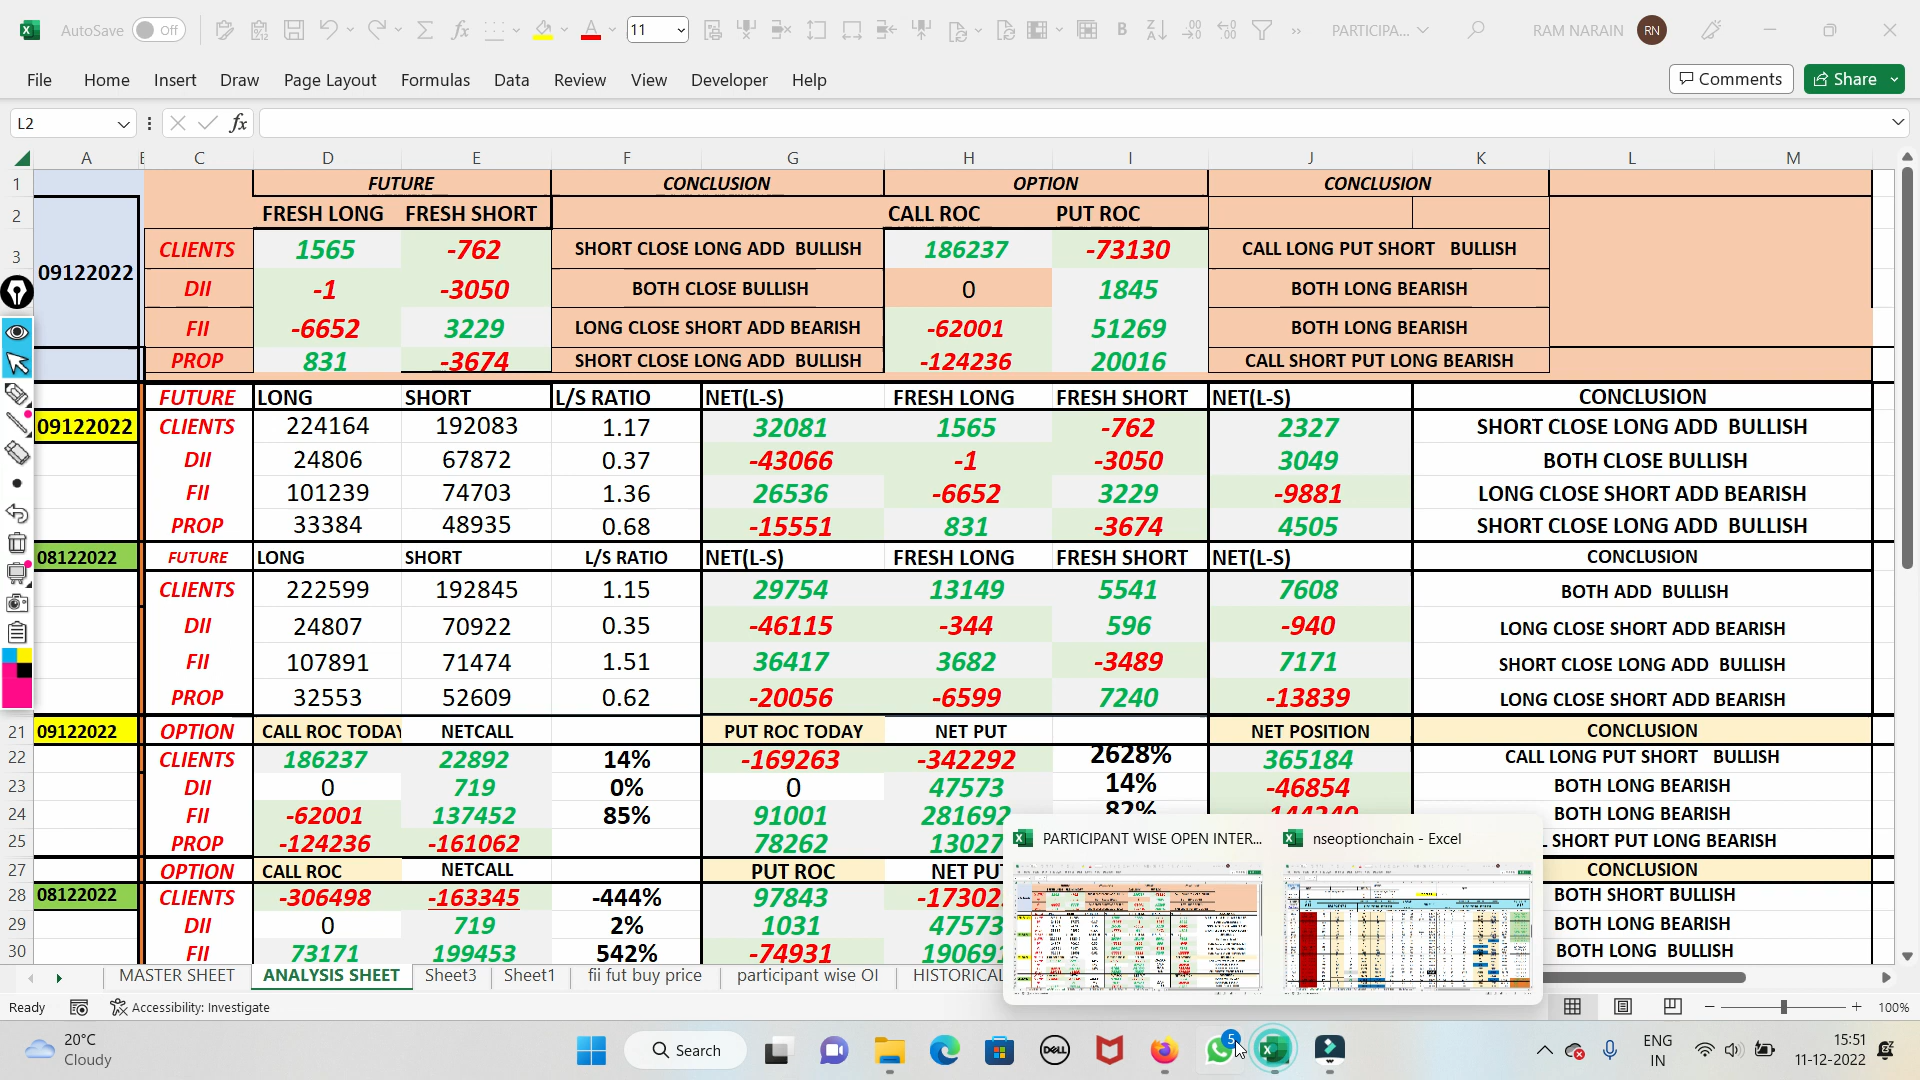 AutoSave Off 11 PARTICIPA... RAM NARAIN RN
File Home Insert Draw Page Layout Formulas Data Review View Developer Help Comments Share
L2 fx
A C D E F G H I J K L M
1 FUTURE CONCLUSION OPTION CONCLUSION
2 FRESH LONG FRESH SHORT CALL ROC PUT ROC
3 CLIENTS 1565 -762 SHORT CLOSE LONG ADD BULLISH 186237 -73130 CALL LONG PUT SHORT BULLISH
09122022
DII -1 -3050 BOTH CLOSE BULLISH 0 1845 BOTH LONG BEARISH
FII -6652 3229 LONG CLOSE SHORT ADD BEARISH -62001 51269 BOTH LONG BEARISH
PROP 831 -3674 SHORT CLOSE LONG ADD BULLISH -124236 20016 CALL SHORT PUT LONG BEARISH
FUTURE LONG SHORT L/S RATIO NET(L-S) FRESH LONG FRESH SHORT NET(L-S) CONCLUSION
09122022 CLIENTS 224164 192083 1.17 32081 1565 -762 2327 SHORT CLOSE LONG ADD BULLISH
DII 24806 67872 0.37 -43066 -1 -3050 3049 BOTH CLOSE BULLISH
FII 101239 74703 1.36 26536 -6652 3229 -9881 LONG CLOSE SHORT ADD BEARISH
PROP 33384 48935 0.68 -15551 831 -3674 4505 SHORT CLOSE LONG ADD BULLISH
08122022 FUTURE LONG SHORT L/S RATIO NET(L-S) FRESH LONG FRESH SHORT NET(L-S) CONCLUSION
CLIENTS 222599 192845 1.15 29754 13149 5541 7608 BOTH ADD BULLISH
DII 24807 70922 0.35 -46115 -344 596 -940 LONG CLOSE SHORT ADD BEARISH
FII 107891 71474 1.51 36417 3682 -3489 7171 SHORT CLOSE LONG ADD BULLISH
PROP 32553 52609 0.62 -20056 -6599 7240 -13839 LONG CLOSE SHORT ADD BEARISH
21 09122022 OPTION CALL ROC TODAY NETCALL PUT ROC TODAY NET PUT NET POSITION CONCLUSION
22 CLIENTS 186237 22892 14% -169263 -342292 2628% 365184 CALL LONG PUT SHORT BULLISH
23 DII 0 719 0% 0 47573 14% -46854 BOTH LONG BEARISH
24 FII -62001 137452 85% 91001 281692 82% -144240 BOTH LONG BEARISH
25 PROP -124236 -161062 78262 13027 SHORT PUT LONG BEARISH
27 OPTION CALL ROC NETCALL PUT ROC NET PUT CONCLUSION
28 08122022 CLIENTS -306498 -163345 -444% 97843 -17302 BOTH SHORT BULLISH
29 DII 0 719 2% 1031 47573 BOTH LONG BEARISH
30 FII 73171 199453 542% -74931 19069 BOTH LONG BULLISH
PARTICIPANT WISE OPEN INTER... nseoptionchain - Excel
MASTER SHEET ANALYSIS SHEET Sheet3 Sheet1 fii fut buy price participant wise OI HISTORICAL
Ready Accessibility: Investigate 100%
20°C
Cloudy
Search DELL 5
ENG
IN
15:51
11-12-2022